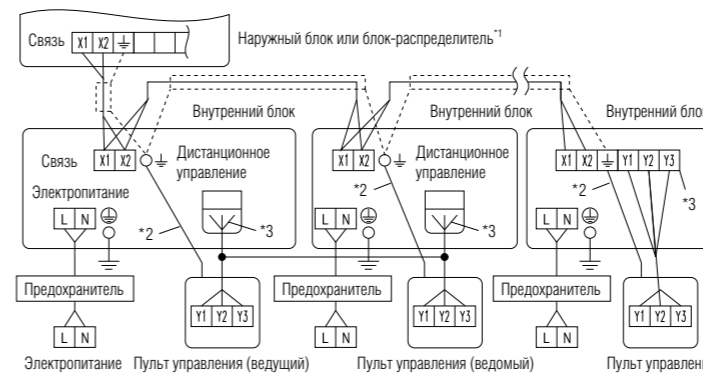 Наружный блок или блок-распределитель*1
Связь X1 X2
Внутренний блок
Внутренний блок
Внутренний блок
Связь X1 X2
Дистанционное
управление
X1 X2
Дистанционное
управление
X1 X2 Y1 Y2 Y3
Электропитание
*2
*2
*3
L N
*2
*3
L N
*3
L N
Предохранитель
Предохранитель
Предохранитель
Y1 Y2 Y3
Y1 Y2 Y3
Y1 Y2 Y3
L N
L N
L N
Электропитание
Пульт управления (ведущий)
Пульт управления (ведомый)
Пульт управлен